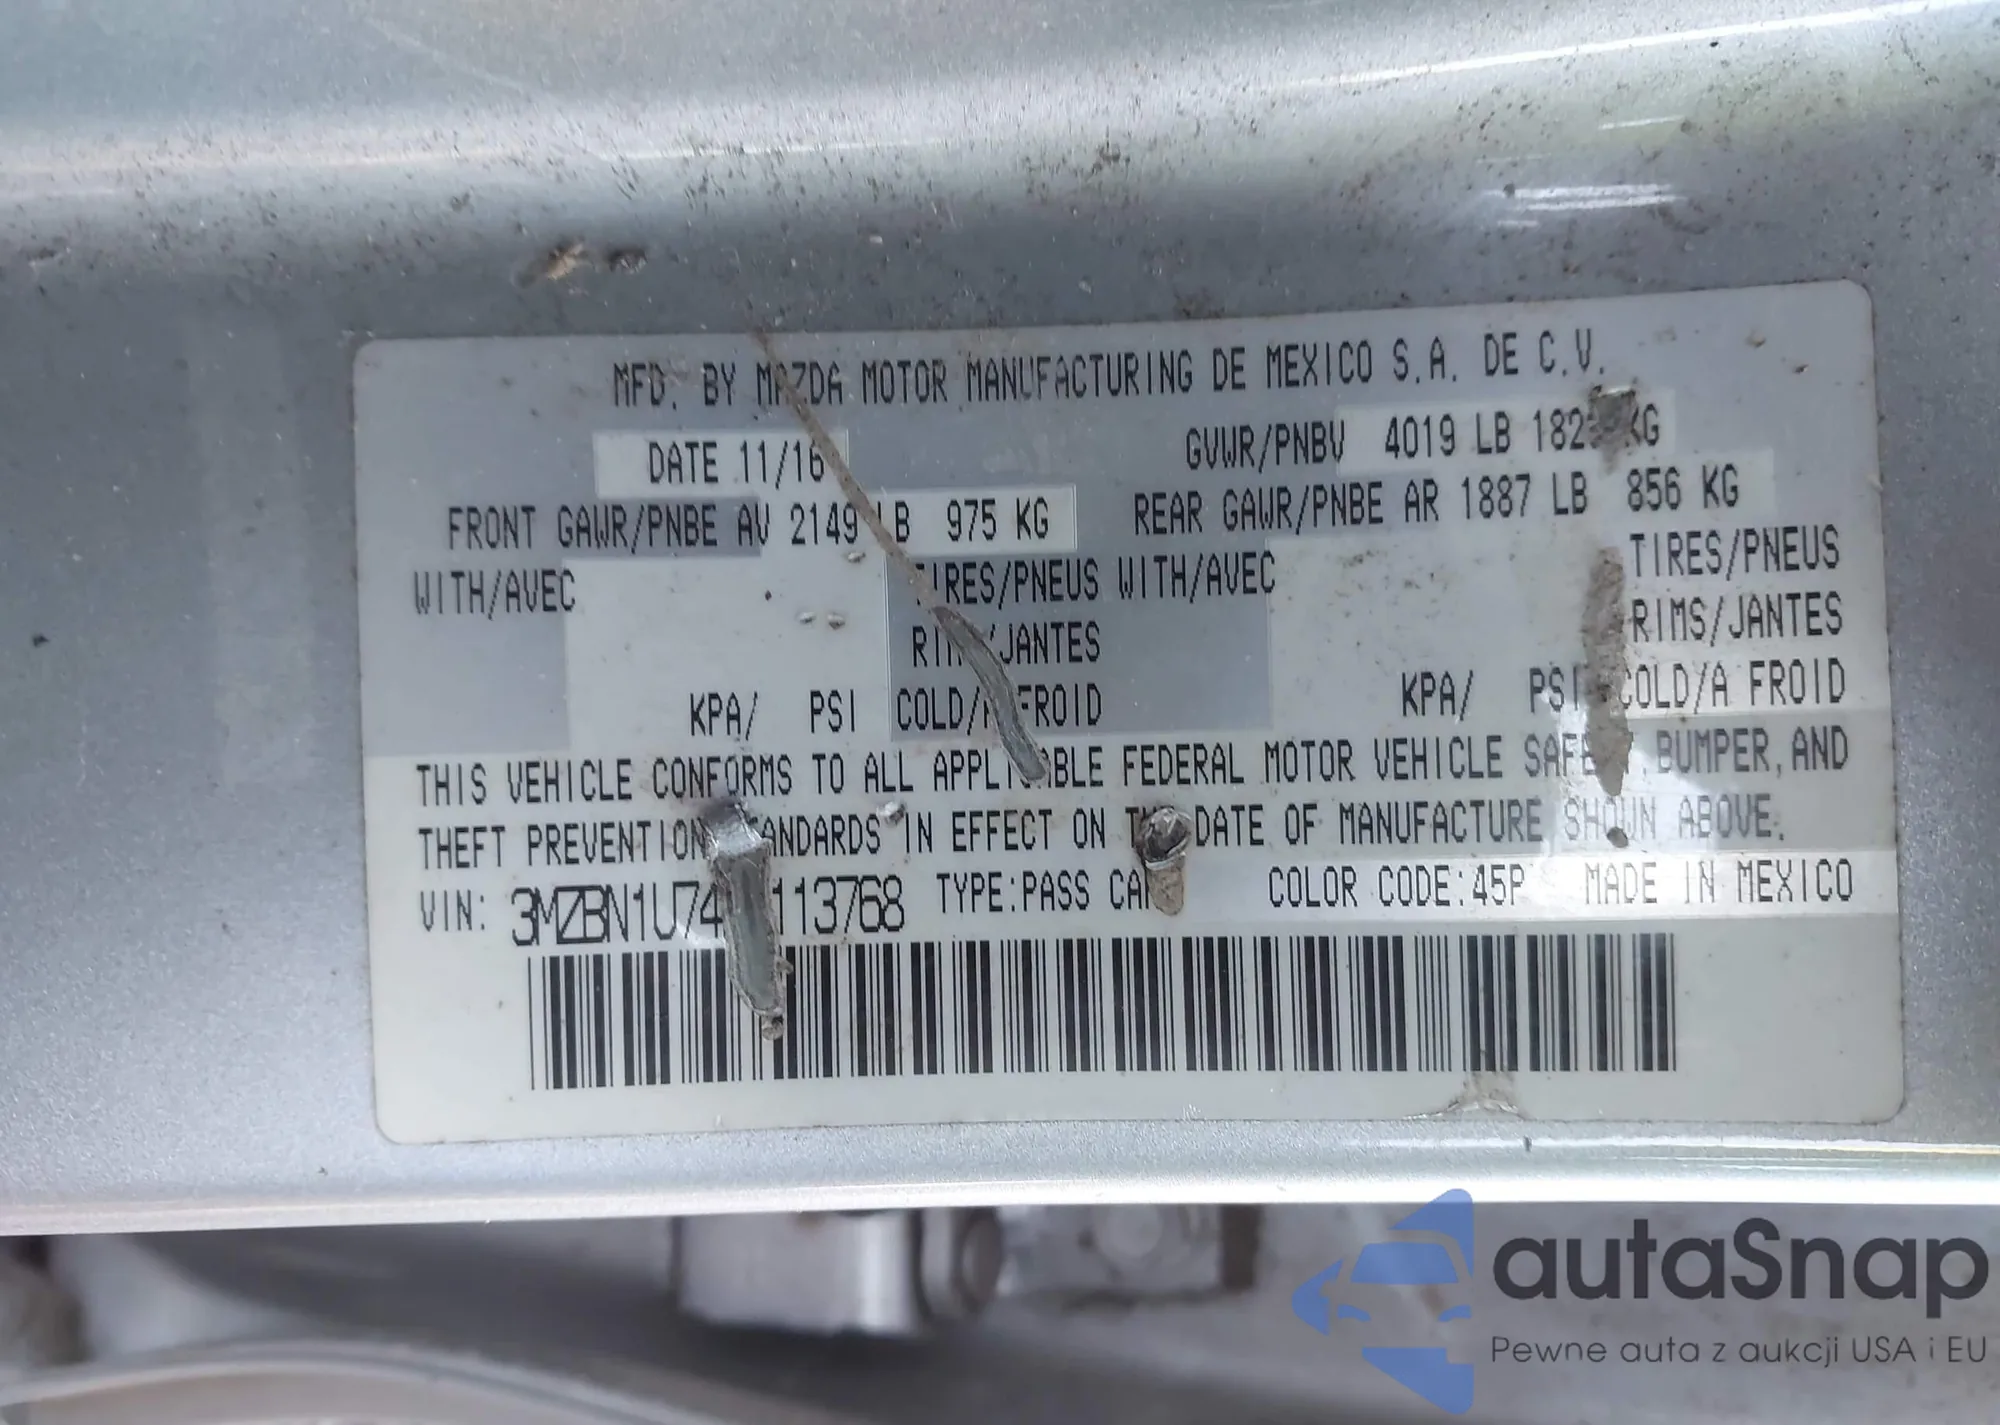 MFD. BY MAZDA MOTOR MANUFACTURING DE MEXICO S.A. DE C.V.
DATE 11/16 GVWR/PNBV 4019 LB KG
FRONT GAWR/PNBE AV 2149 LB 975 KG REAR GAWR/PNBE AR 1887 LB 856 KG
WITH/AVEC TIRES/PNEUS WITH/AVEC TIRES/PNEUS
RIMS/JANTES RIMS/JANTES
KPA/ PSI COLD/A FROID KPA/ PSI COLD/A FROID
THIS VEHICLE CONFORMS TO ALL APPLICABLE FEDERAL MOTOR VEHICLE SAFETY, BUMPER, AND
THEFT PREVENTION STANDARDS IN EFFECT ON THE DATE OF MANUFACTURE SHOWN ABOVE.
VIN: TYPE: PASS CAR COLOR CODE: 45P MADE IN MEXICO
autaSnap
Pewne auta z aukcji USA i EU